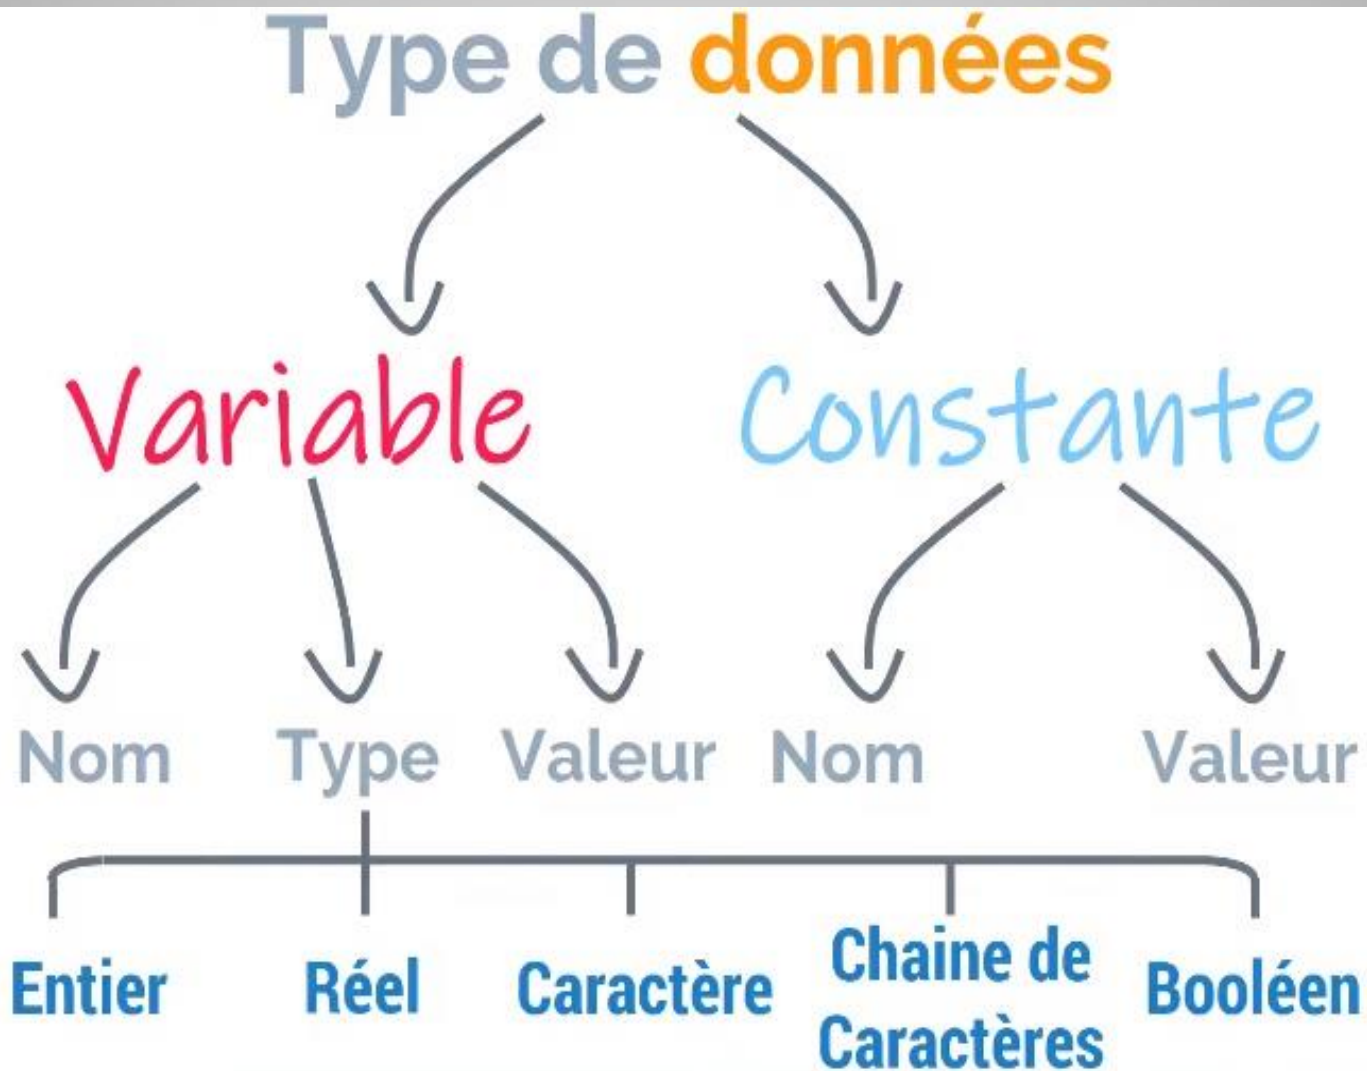 Type de données
Variable Constante
Nom Type Valeur Nom Valeur
Entier Réel Caractère Chaine de Caractères Booléen